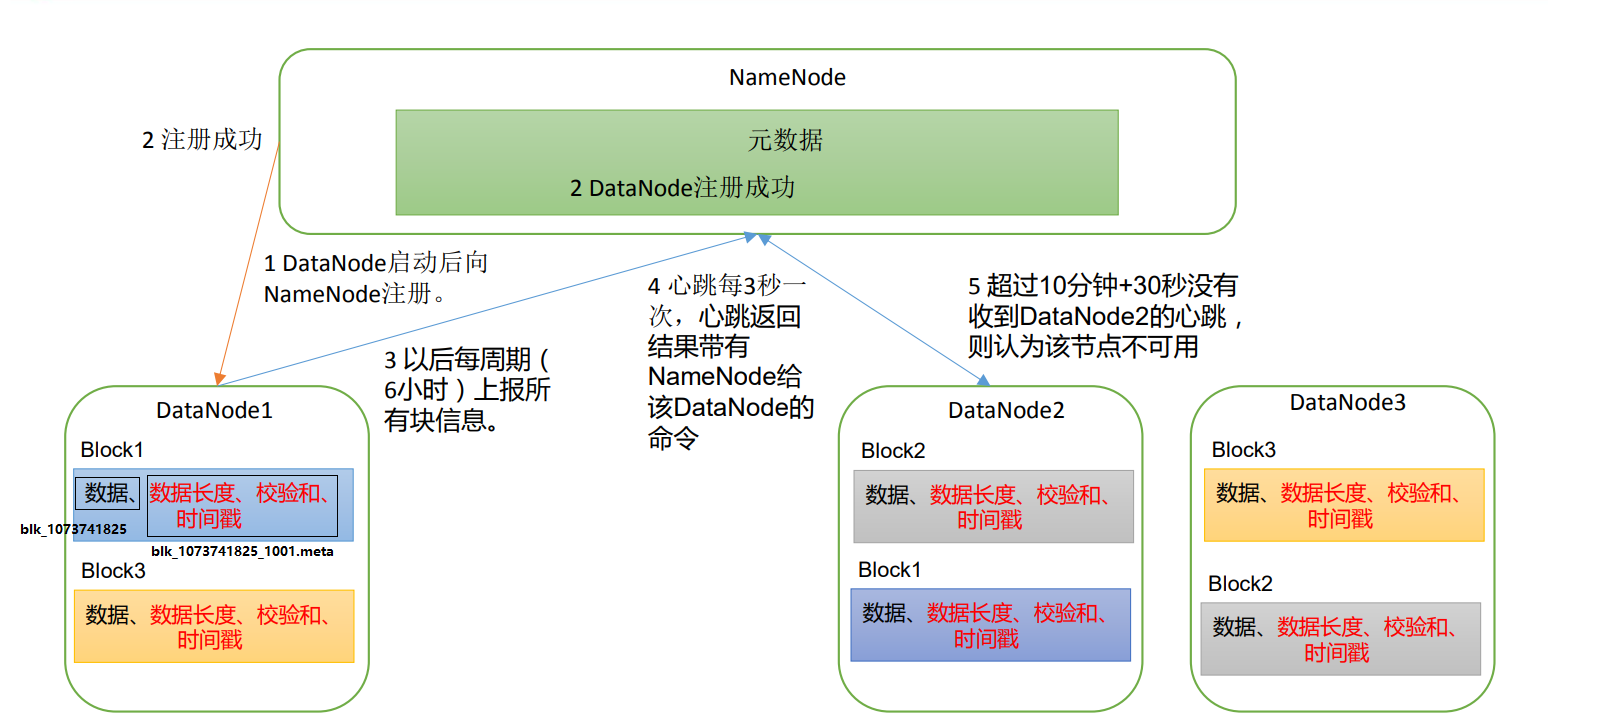 NameNode
元数据
2 DataNode注册成功
2 注册成功
1 DataNode启动后向
NameNode注册。
3 以后每周期（
6小时）上报所
有块信息。
4 心跳每3秒一
次，心跳返回
结果带有
NameNode给
该DataNode的
命令
5 超过10分钟+30秒没有
收到DataNode2的心跳，
则认为该节点不可用
DataNode1
Block1
数据、数据长度、校验和、
时间戳
blk_1073741825
blk_1073741825_1001.meta
Block3
数据、数据长度、校验和、
时间戳
DataNode2
Block2
数据、数据长度、校验和、
时间戳
Block1
数据、数据长度、校验和、
时间戳
DataNode3
Block3
数据、数据长度、校验和、
时间戳
Block2
数据、数据长度、校验和、
时间戳